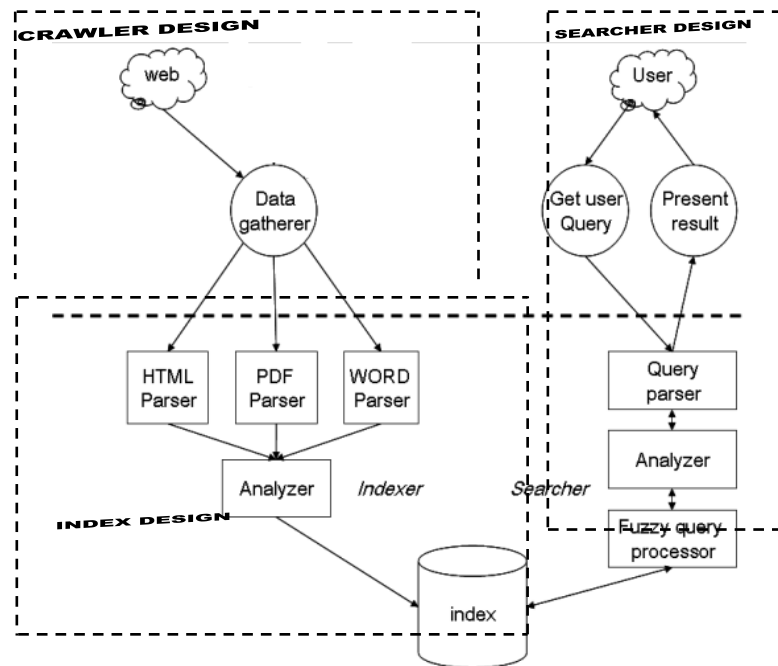 CRAWLER DESIGN
SEARCHER DESIGN
web
User
Data
gatherer
Get user
Query
Present
result
HTML
Parser
PDF
Parser
WORD
Parser
Query
parser
Analyzer
Indexer
Searcher
Analyzer
INDEX DESIGN
Fuzzy query
processor
index